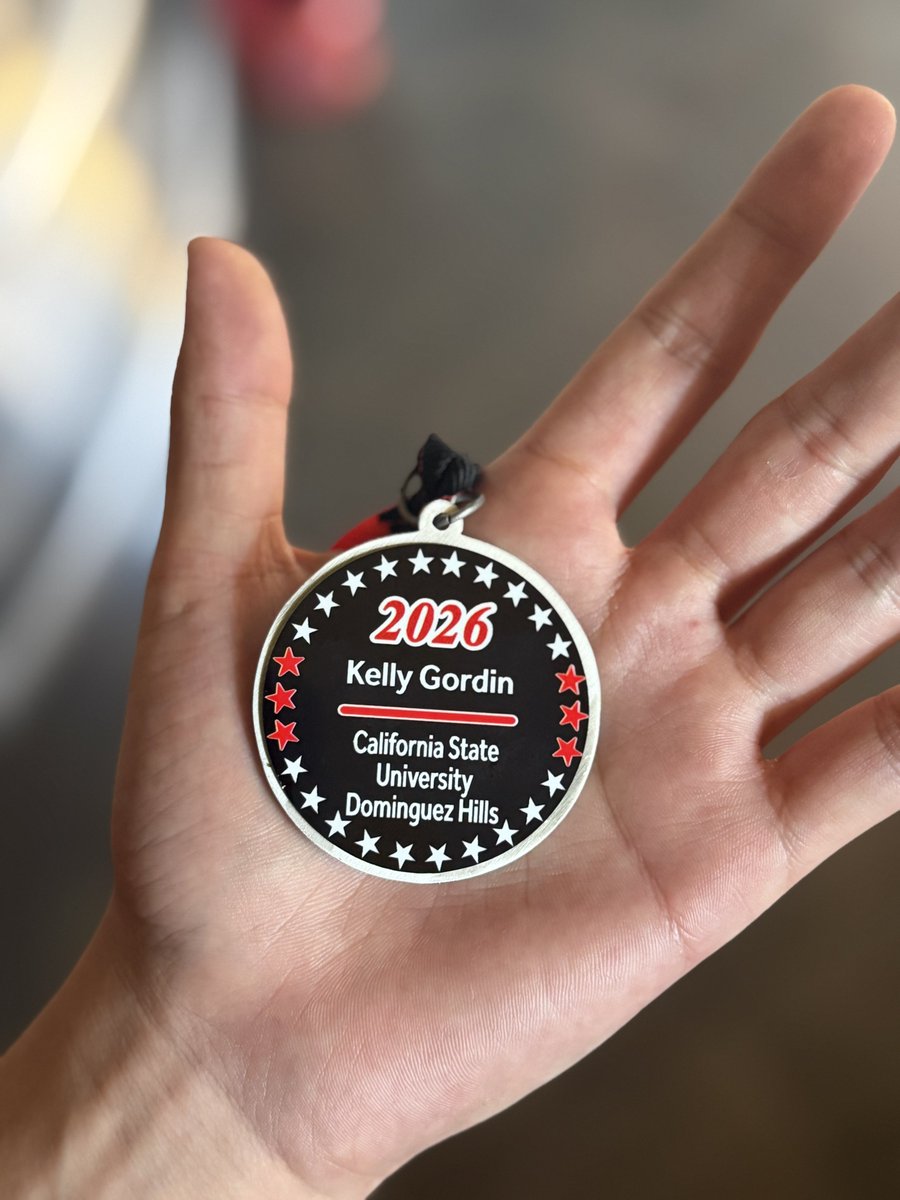 2026
Kelly Gordin
California State
University
Dominguez Hills